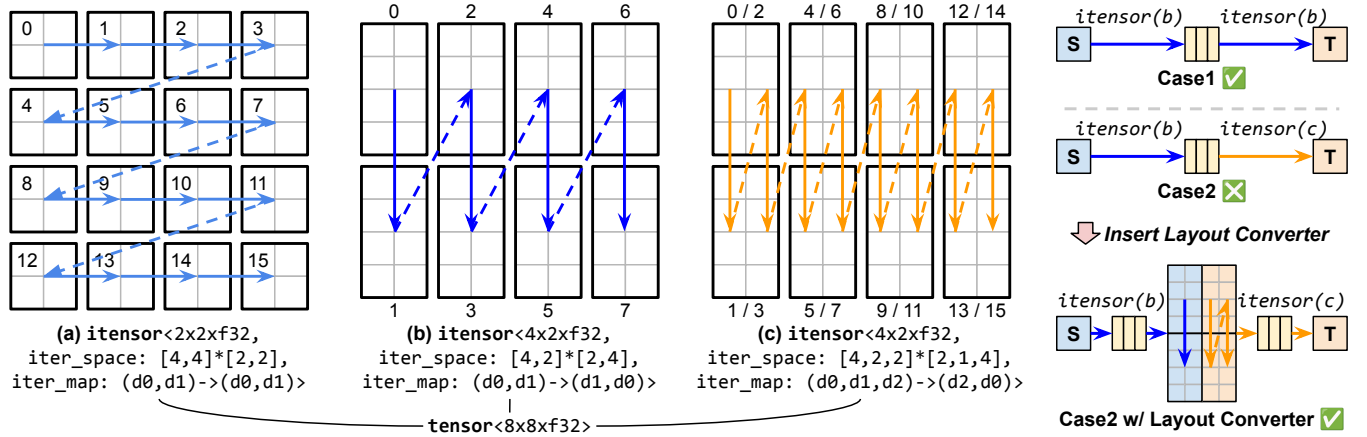 0 1 2 3
4 5 6 7
8 9 10 11
12 13 14 15
(a) itensor<2x2xf32,
iter_space: [4,4]*[2,2],
iter_map: (d0,d1)->(d0,d1)>
0 2 4 6
1 3 5 7
(b) itensor<4x2xf32,
iter_space: [4,2]*[2,4],
iter_map: (d0,d1)->(d1,d0)>
0 / 2 4 / 6 8 / 10 12 / 14
1 / 3 5 / 7 9 / 11 13 / 15
(c) itensor<4x2xf32,
iter_space: [4,2,2]*[2,1,4],
iter_map: (d0,d1,d2)->(d2,d0)>
tensor<8x8xf32>
itensor(b) itensor(b)
S T
Case1
itensor(b) itensor(c)
S T
Case2
Insert Layout Converter
itensor(b) itensor(c)
S T
Case2 w/ Layout Converter